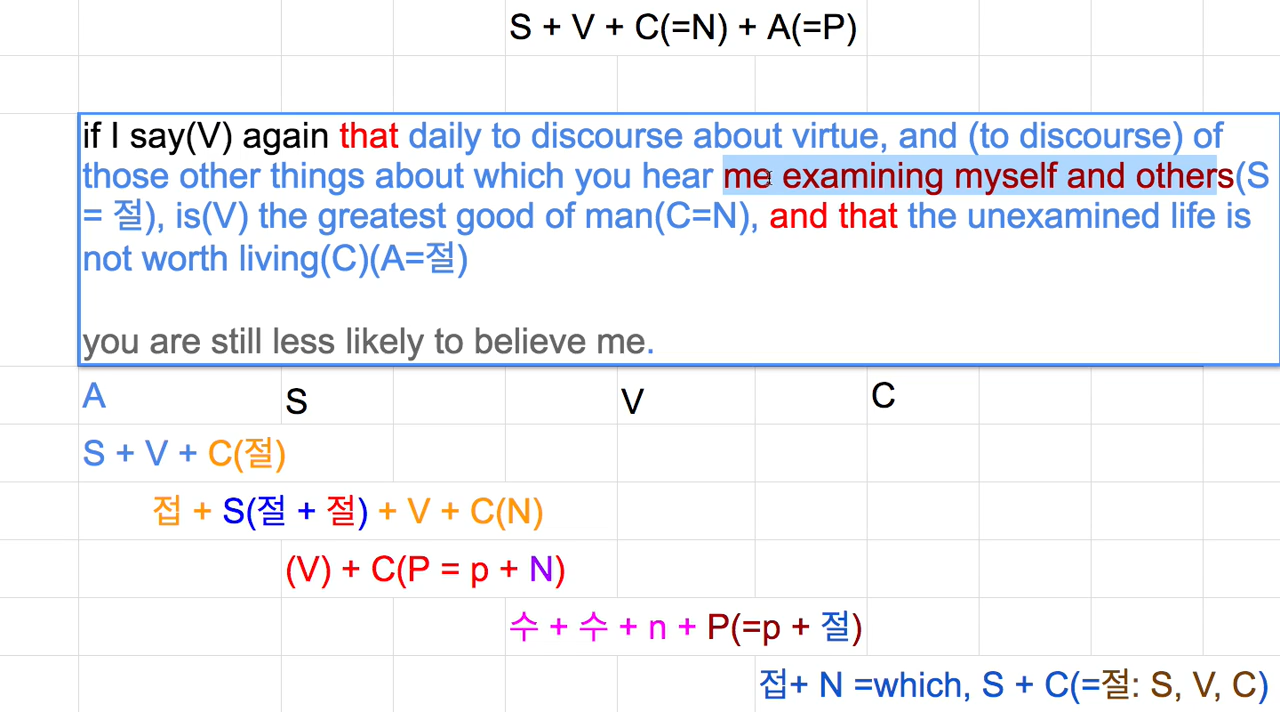 S + V + C(=N) + A(=P)
if I say(V) again that daily to discourse about virtue, and (to discourse) of
those other things about which you hear me examining myself and others(S
= 절), is(V) the greatest good of man(C=N), and that the unexamined life is
not worth living(C)(A=절)
you are still less likely to believe me.
A S V C
S + V + C(절)
접 + S(절 + 절) + V + C(N)
(V) + C(P = p + N)
수 + 수 + n + P(=p + 절)
접+ N =which, S + C(=절: S, V, C)